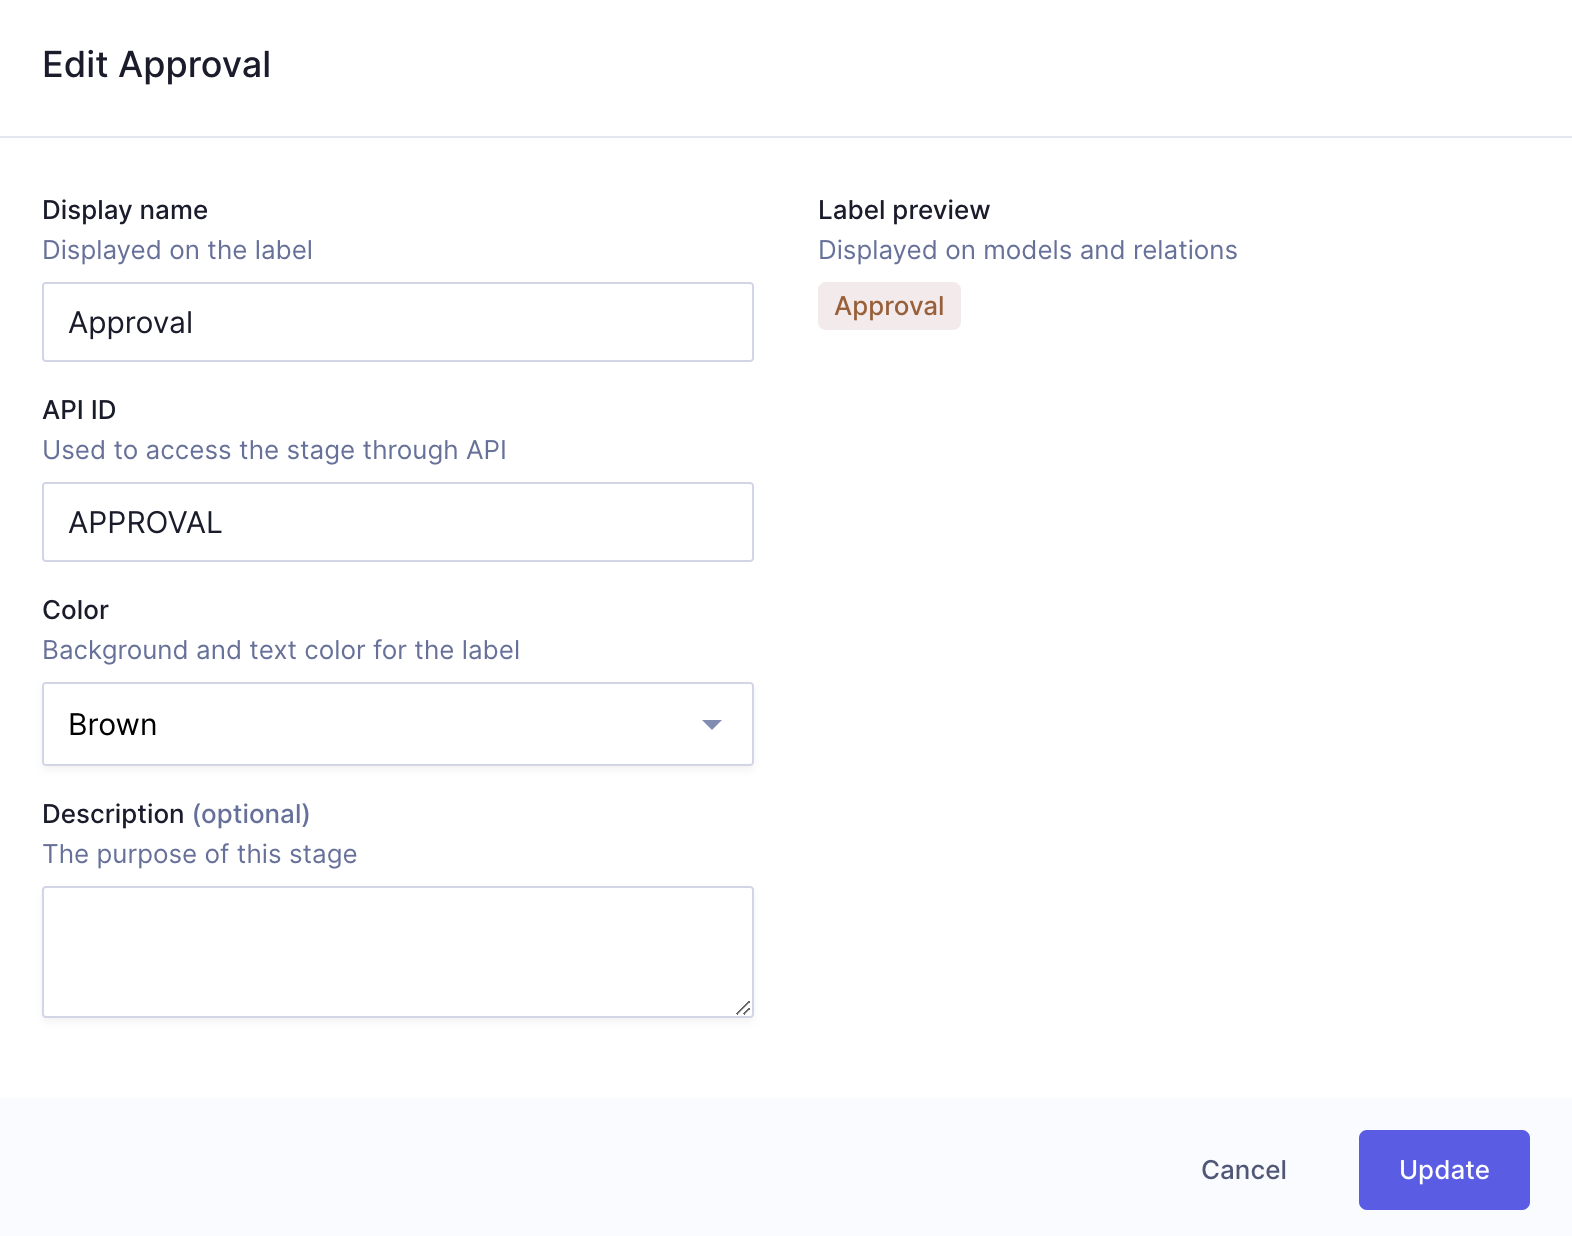 Edit Approval
Display name
Displayed on the label
Approval
API ID
Used to access the stage through API
APPROVAL
Color
Background and text color for the label
Brown
Description (optional)
The purpose of this stage
Label preview
Displayed on models and relations
Approval
Cancel
Update